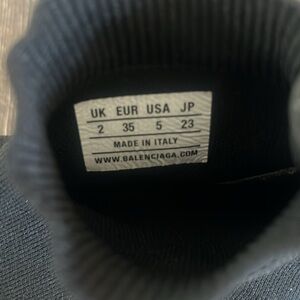 UK EUR USA JP
2 35 5 23
MADE IN ITALY
WWW.BALENCIAGA.COM